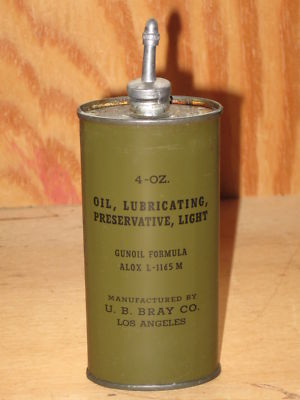 4-OZ.
OIL, LUBRICATING,
PRESERVATIVE, LIGHT
GUNOIL FORMULA
ALOX L-1165 M
MANUFACTURED BY
U. B. BRAY CO.
LOS ANGELES